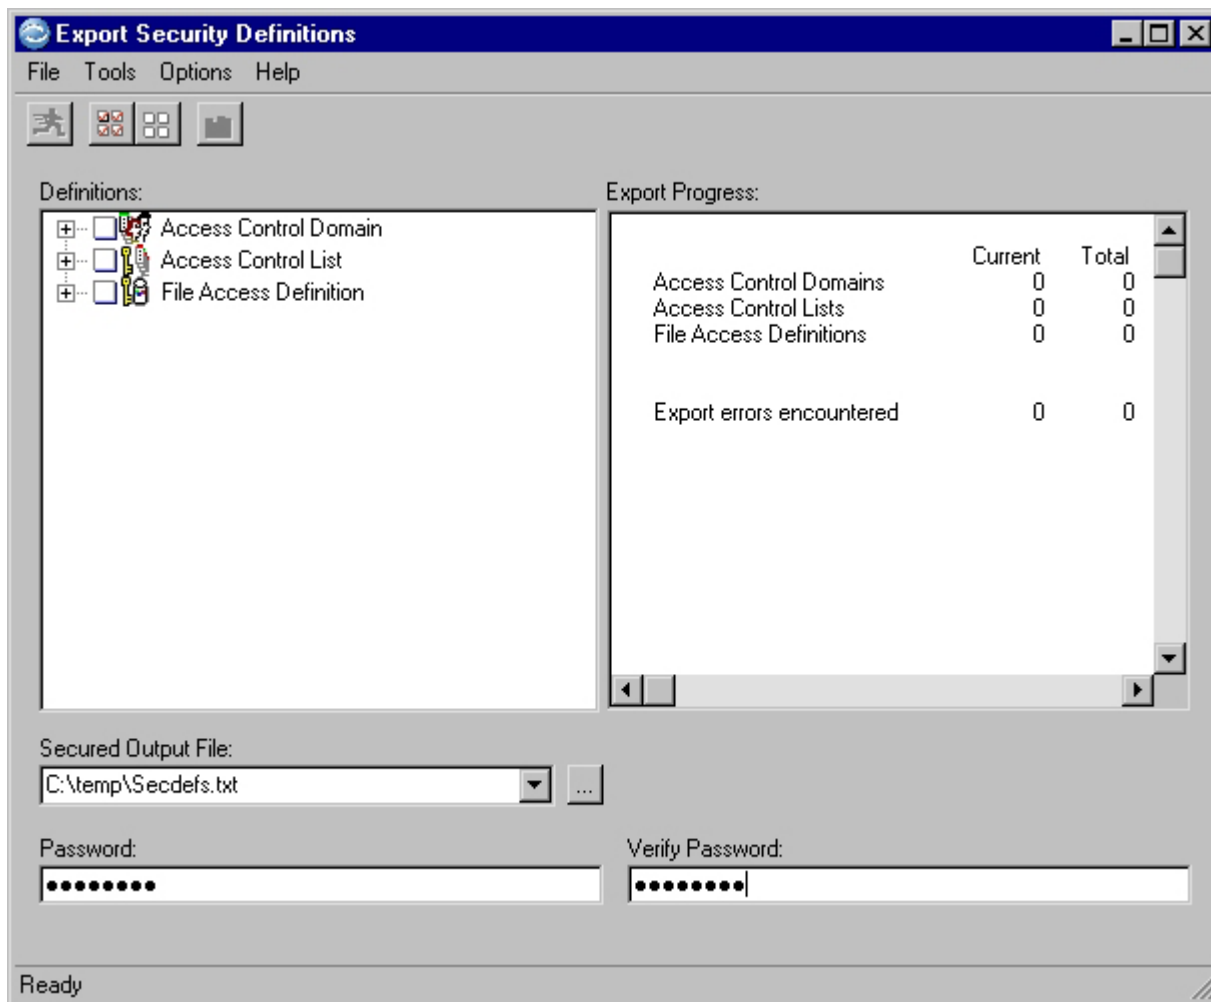 Export Security Definitions
File Tools Options Help
Definitions:
Access Control Domain
Access Control List
File Access Definition
Export Progress:
Current Total
Access Control Domains 0 0
Access Control Lists 0 0
File Access Definitions 0 0
Export errors encountered 0 0
Secured Output File:
C:\temp\Secdefs.txt
...
Password:
●●●●●●●●
Verify Password:
●●●●●●●●
Ready